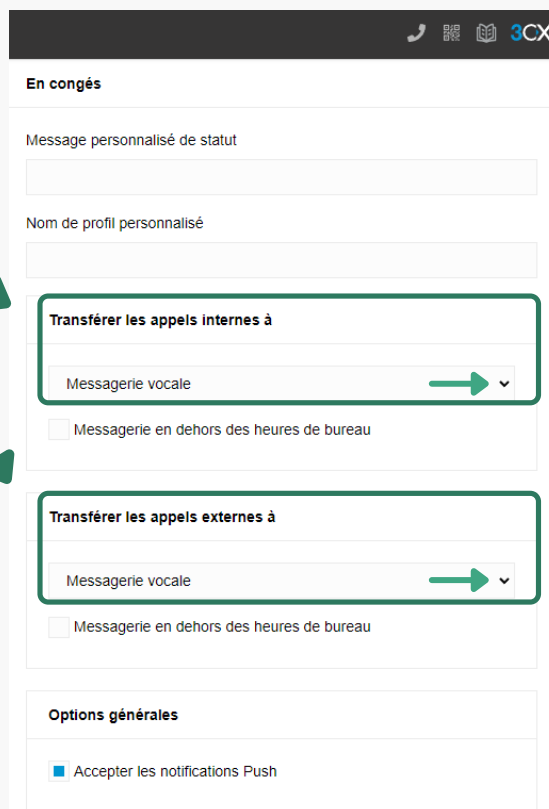 3CX
En congés
Message personnalisé de statut
Nom de profil personnalisé
Transférer les appels internes à
Messagerie vocale
Messagerie en dehors des heures de bureau
Transférer les appels externes à
Messagerie vocale
Messagerie en dehors des heures de bureau
Options générales
Accepter les notifications Push